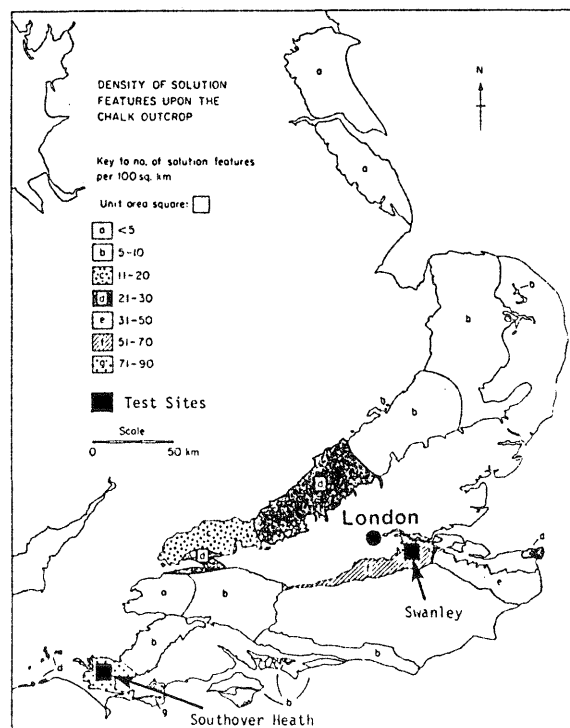 DENSITY OF SOLUTION
FEATURES UPON THE
CHALK OUTCROP
Key to no. of solution features
per 100 sq. km
Unit area square:
a <5
b 5-10
c 11-20
d 21-30
e 31-50
f 51-70
g 71-90
Test Sites
Scale
0 50 km
N
a
a
b
b
b
b
d
London
d
d
f
e
Swanley
a
b
b
b
d
b
g
Southover Heath